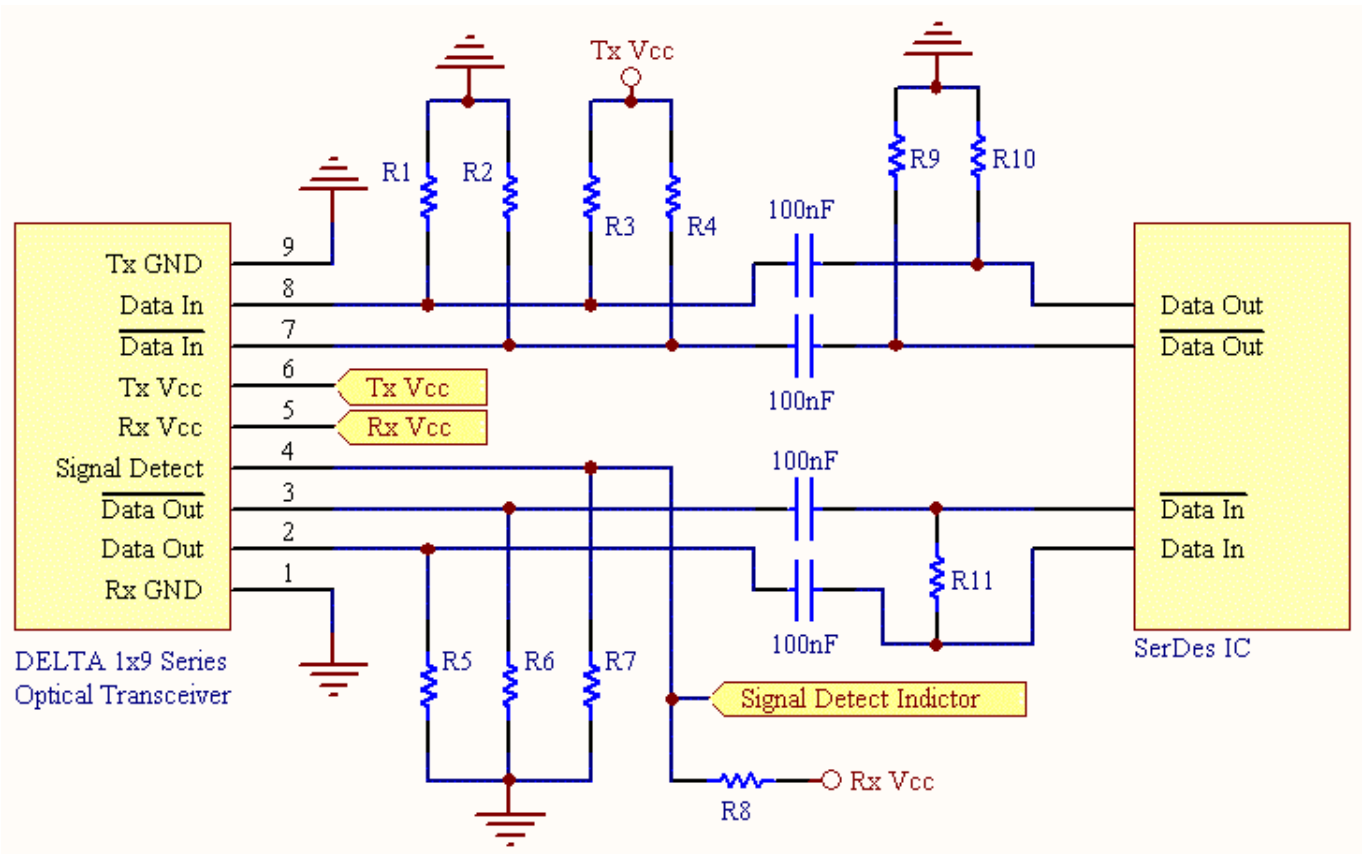 Tx Vcc
R1
R2
R3
R4
R9
R10
100nF
100nF
Tx GND
9
Data In
8
Data In
7
Tx Vcc
6
Tx Vcc
Rx Vcc
5
Rx Vcc
Signal Detect
4
Data Out
3
Data Out
2
Rx GND
1
DELTA 1x9 Series
Optical Transceiver
Data Out
Data Out
Data In
Data In
SerDes IC
100nF
100nF
R11
R5
R6
R7
Signal Detect Indictor
R8
Rx Vcc